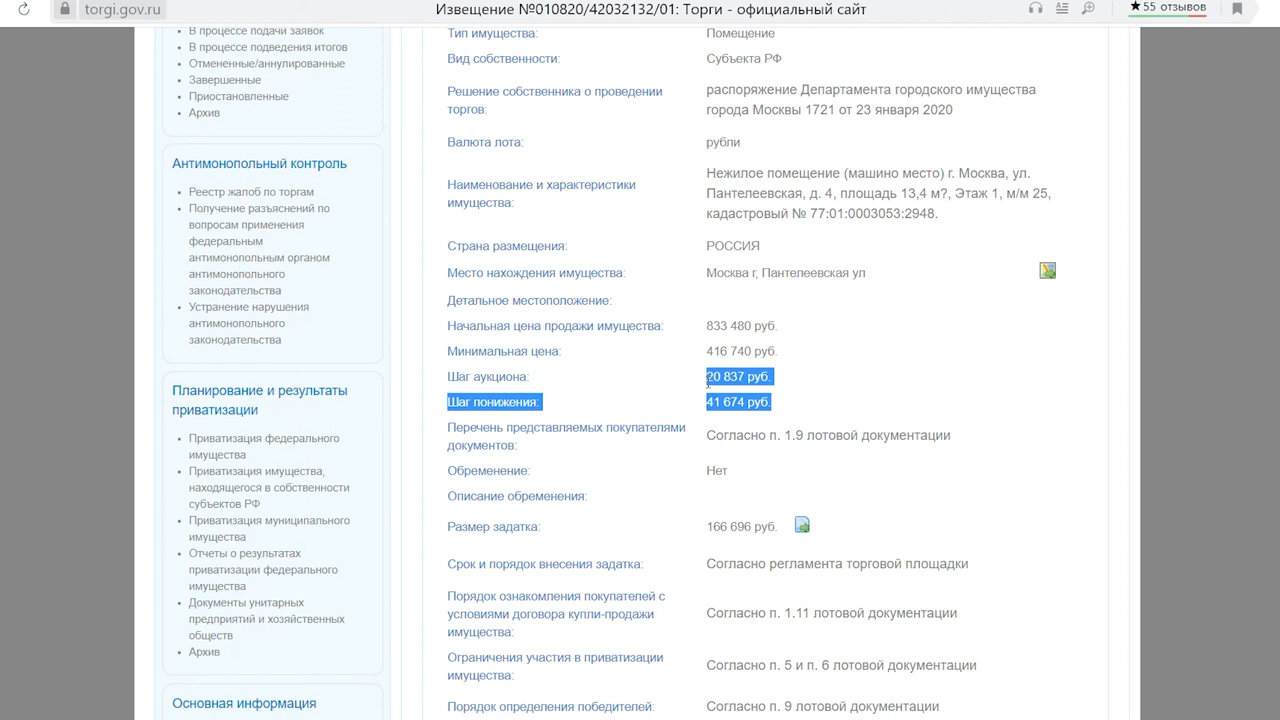 torgi.gov.ru
Извещение №010820/42032132/01: Торги - официальный сайт
★55 отзывов
В процессе подачи заявок
В процессе подведения итогов
Отмененные/аннулированные
Завершенные
Приостановленные
Архив
Антимонопольный контроль
Реестр жалоб по торгам
Получение разъяснений по
вопросам применения
федеральным
антимонопольным органом
антимонопольного
законодательства
Устранение нарушения
антимонопольного
законодательства
Планирование и результаты
приватизации
Приватизация федерального
имущества
Приватизация имущества,
находящегося в собственности
субъектов РФ
Приватизация муниципального
имущества
Отчеты о результатах
приватизации федерального
имущества
Документы унитарных
предприятий и хозяйственных
обществ
Архив
Основная информация
Тип имущества:
Помещение
Вид собственности:
Субъекта РФ
Решение собственника о проведении
торгов:
распоряжение Департамента городского имущества
города Москвы 1721 от 23 января 2020
Валюта лота:
рубли
Наименование и характеристики
имущества:
Нежилое помещение (машино место) г. Москва, ул.
Пантелеевская, д. 4, площадь 13,4 м?, Этаж 1, м/м 25,
кадастровый № 77:01:0003053:2948.
Страна размещения:
РОССИЯ
Место нахождения имущества:
Москва г, Пантелеевская ул
Детальное местоположение:
Начальная цена продажи имущества:
833 480 руб.
Минимальная цена:
416 740 руб.
Шаг аукциона:
20 837 руб.
Шаг понижения:
41 674 руб.
Перечень представляемых покупателями
документов:
Согласно п. 1.9 лотовой документации
Обременение:
Нет
Описание обременения:
Размер задатка:
166 696 руб.
Срок и порядок внесения задатка:
Согласно регламента торговой площадки
Порядок ознакомления покупателей с
условиями договора купли-продажи
имущества:
Согласно п. 1.11 лотовой документации
Ограничения участия в приватизации
имущества:
Согласно п. 5 и п. 6 лотовой документации
Порядок определения победителей:
Согласно п. 9 лотовой документации